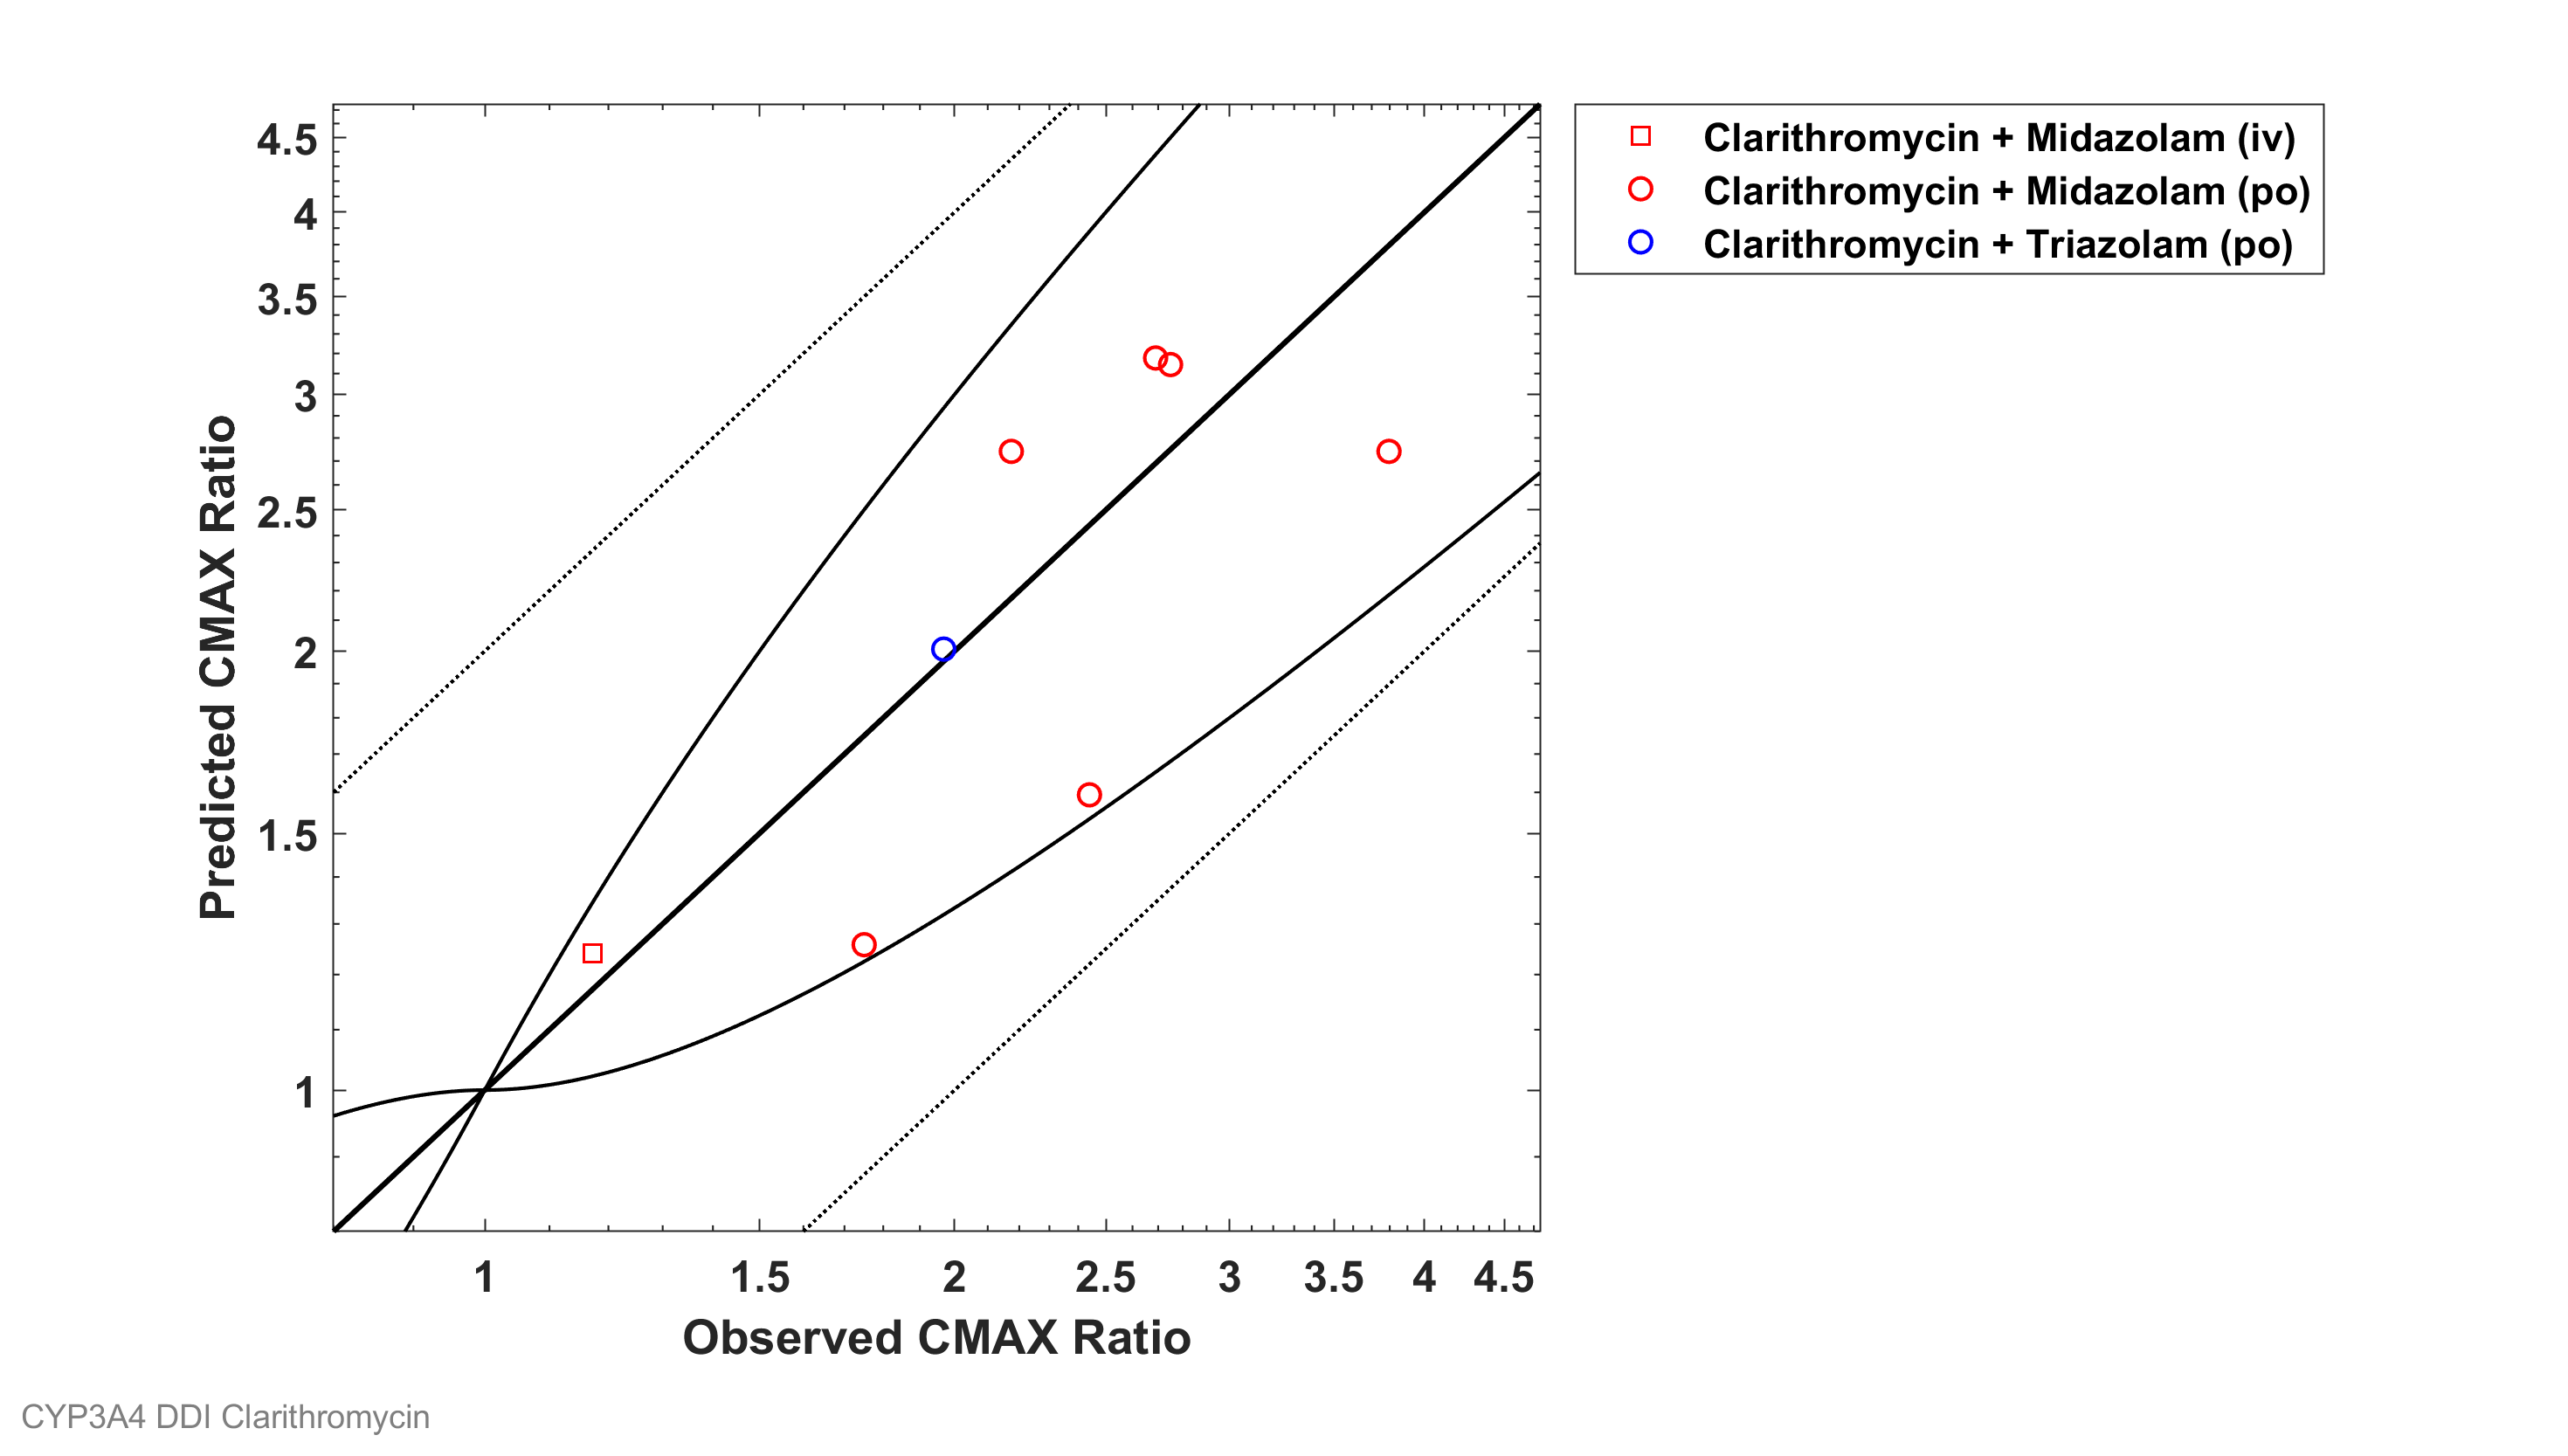 Clarithromycin + Midazolam (iv)
Clarithromycin + Midazolam (po)
Clarithromycin + Triazolam (po)
Predicted CMAX Ratio
4.5
4
3.5
3
2.5
2
1.5
1
1 1.5 2 2.5 3 3.5 4 4.5
Observed CMAX Ratio
CYP3A4 DDI Clarithromycin